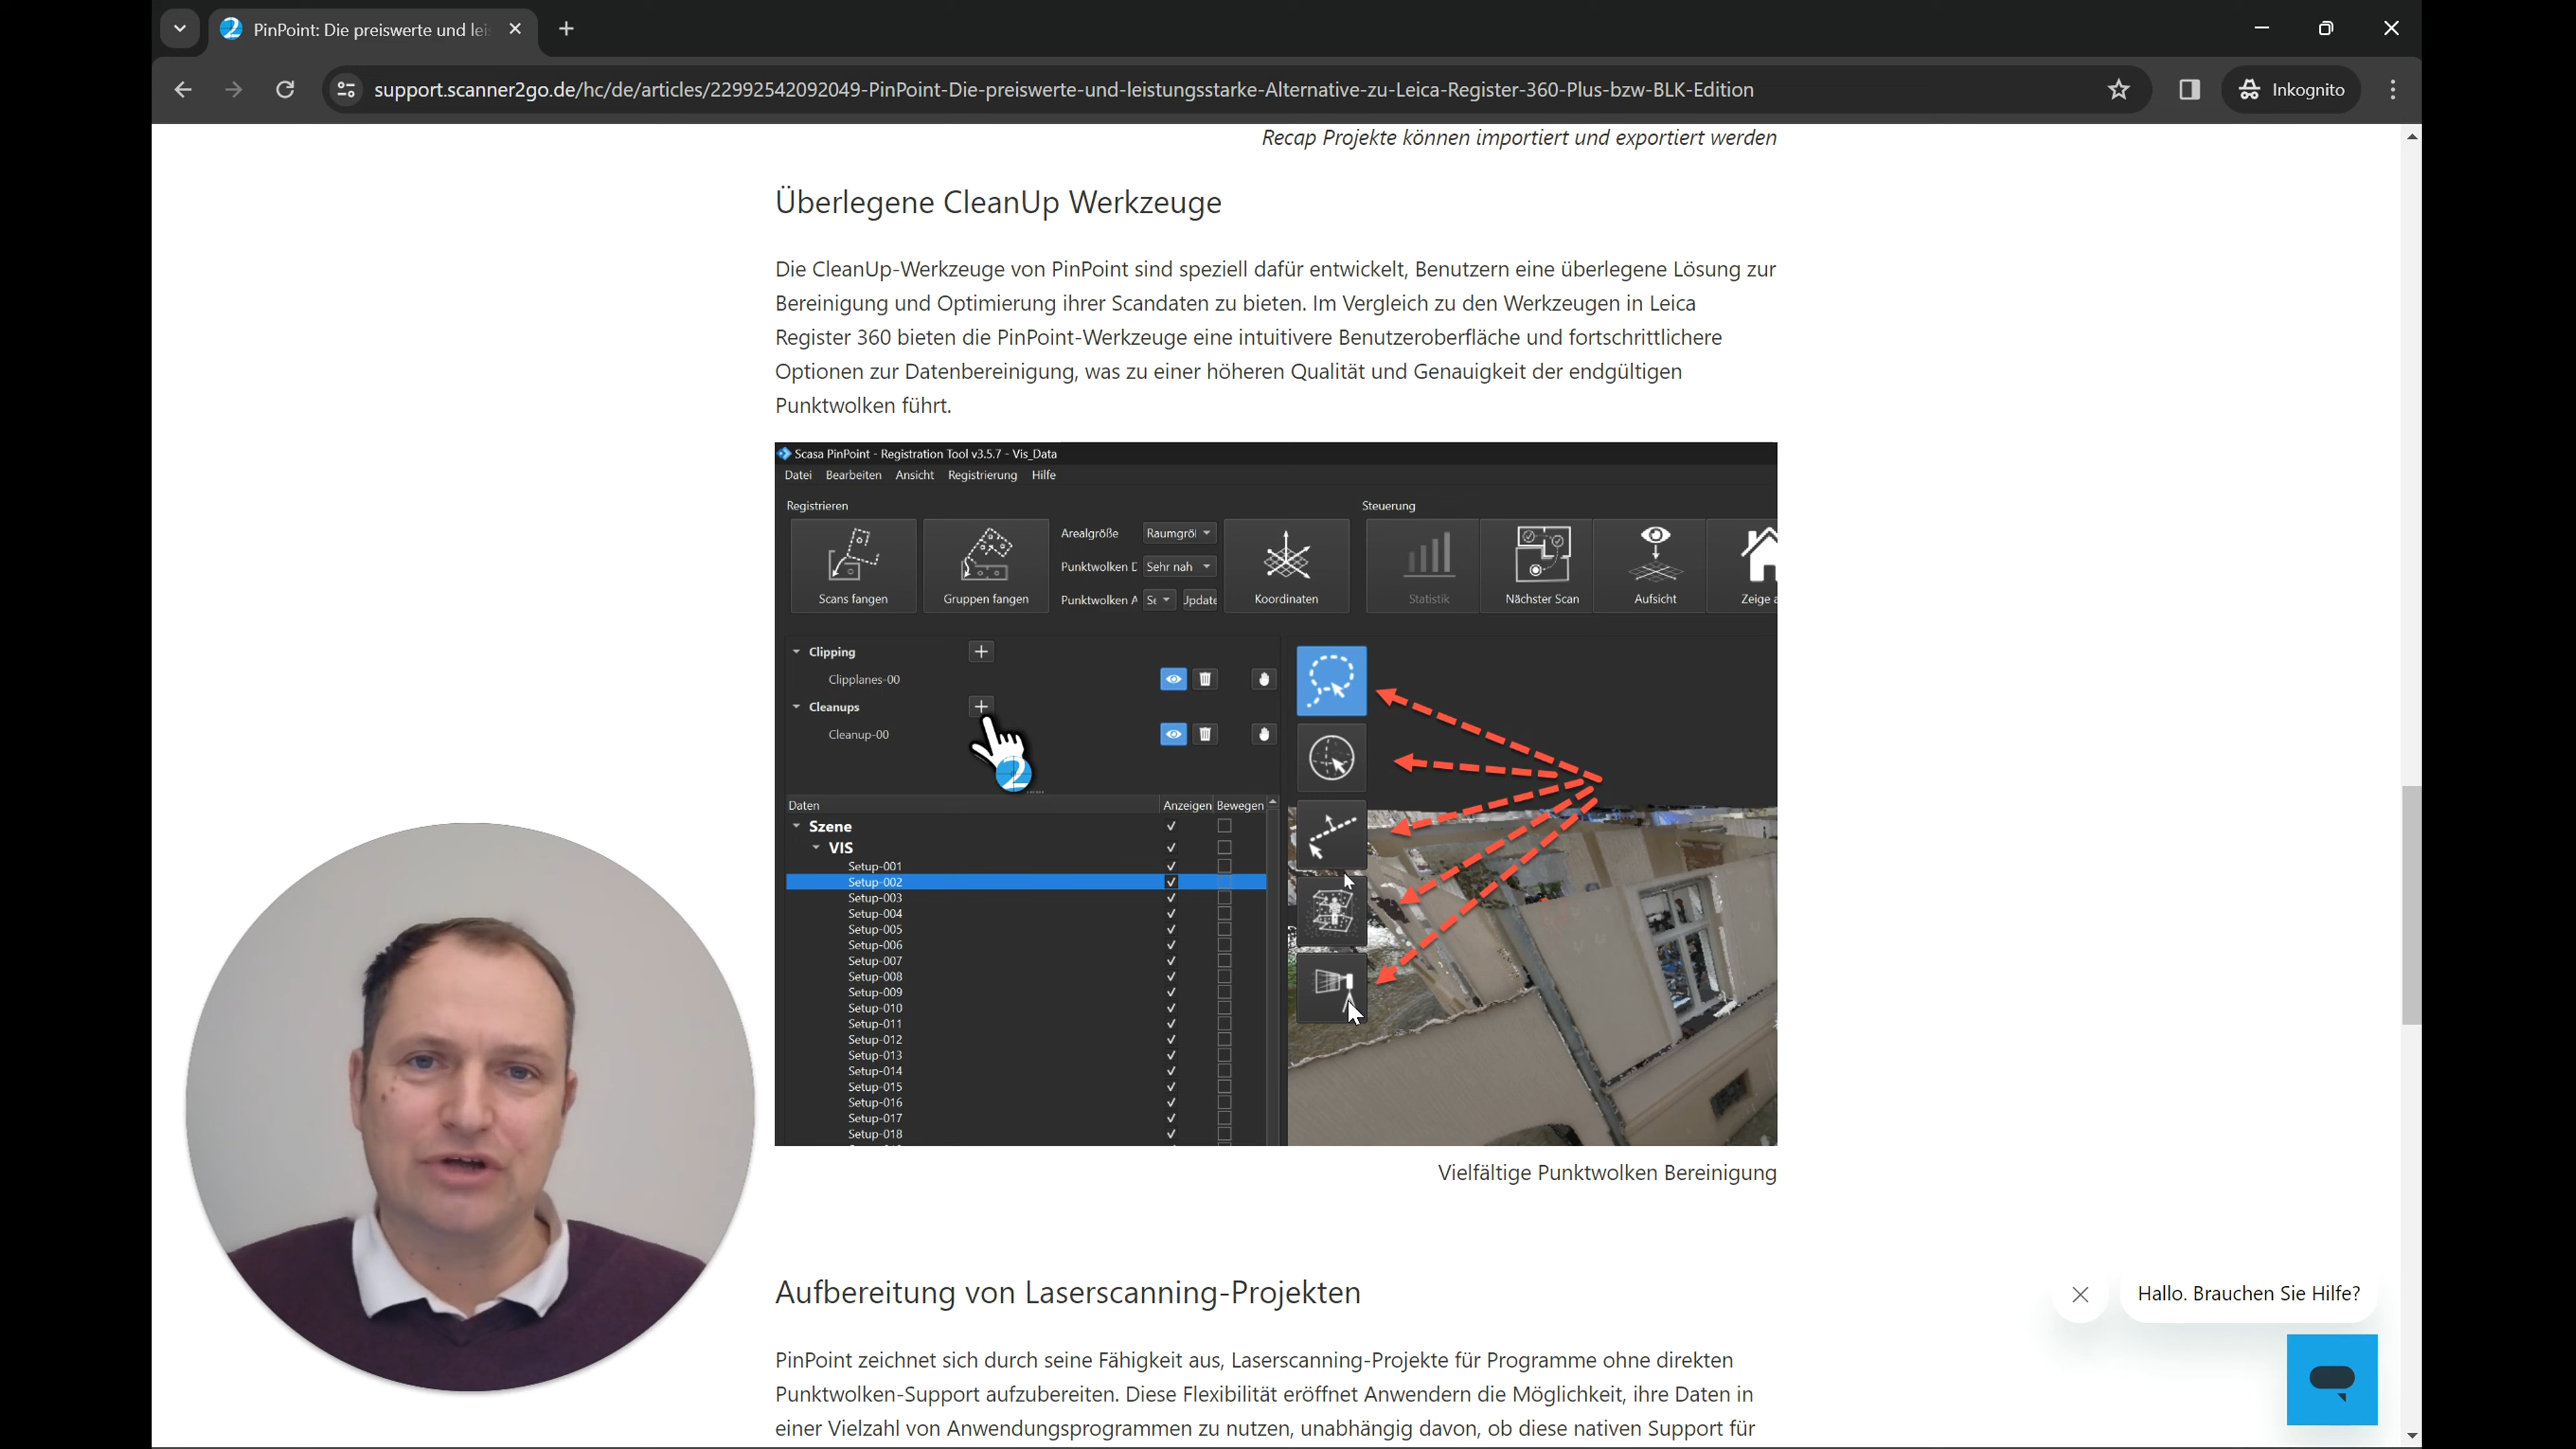 PinPoint: Die preiswerte und lei
support.scanner2go.de/hc/de/articles/22992542092049-PinPoint-Die-preiswerte-und-leistungsstarke-Alternative-zu-Leica-Register-360-Plus-bzw-BLK-Edition
Inkognito
Recap Projekte können importiert und exportiert werden
Überlegene CleanUp Werkzeuge
Die CleanUp-Werkzeuge von PinPoint sind speziell dafür entwickelt, Benutzern eine überlegene Lösung zur
Bereinigung und Optimierung ihrer Scandaten zu bieten. Im Vergleich zu den Werkzeugen in Leica
Register 360 bieten die PinPoint-Werkzeuge eine intuitivere Benutzeroberfläche und fortschrittlichere
Optionen zur Datenbereinigung, was zu einer höheren Qualität und Genauigkeit der endgültigen
Punktwolken führt.
Scasa PinPoint - Registration Tool v3.5.7 - Vis_Data
Datei Bearbeiten Ansicht Registrierung Hilfe
Registrieren
Steuerung
Scans fangen
Gruppen fangen
Arealgröße Raumgröl
Punktwolken D Sehr nah
Punktwolken A Se Update
Koordinaten
Statistik
Nächster Scan
Aufsicht
Zeige a
Clipping
Clipplanes-00
Cleanups
Cleanup-00
2
Daten Anzeigen Bewegen
Szene
VIS
Setup-001
Setup-002
Setup-003
Setup-004
Setup-005
Setup-006
Setup-007
Setup-008
Setup-009
Setup-010
Setup-011
Setup-012
Setup-013
Setup-014
Setup-015
Setup-016
Setup-017
Setup-018
Vielfältige Punktwolken Bereinigung
Aufbereitung von Laserscanning-Projekten
PinPoint zeichnet sich durch seine Fähigkeit aus, Laserscanning-Projekte für Programme ohne direkten
Punktwolken-Support aufzubereiten. Diese Flexibilität eröffnet Anwendern die Möglichkeit, ihre Daten in
einer Vielzahl von Anwendungsprogrammen zu nutzen, unabhängig davon, ob diese nativen Support für
Hallo. Brauchen Sie Hilfe?